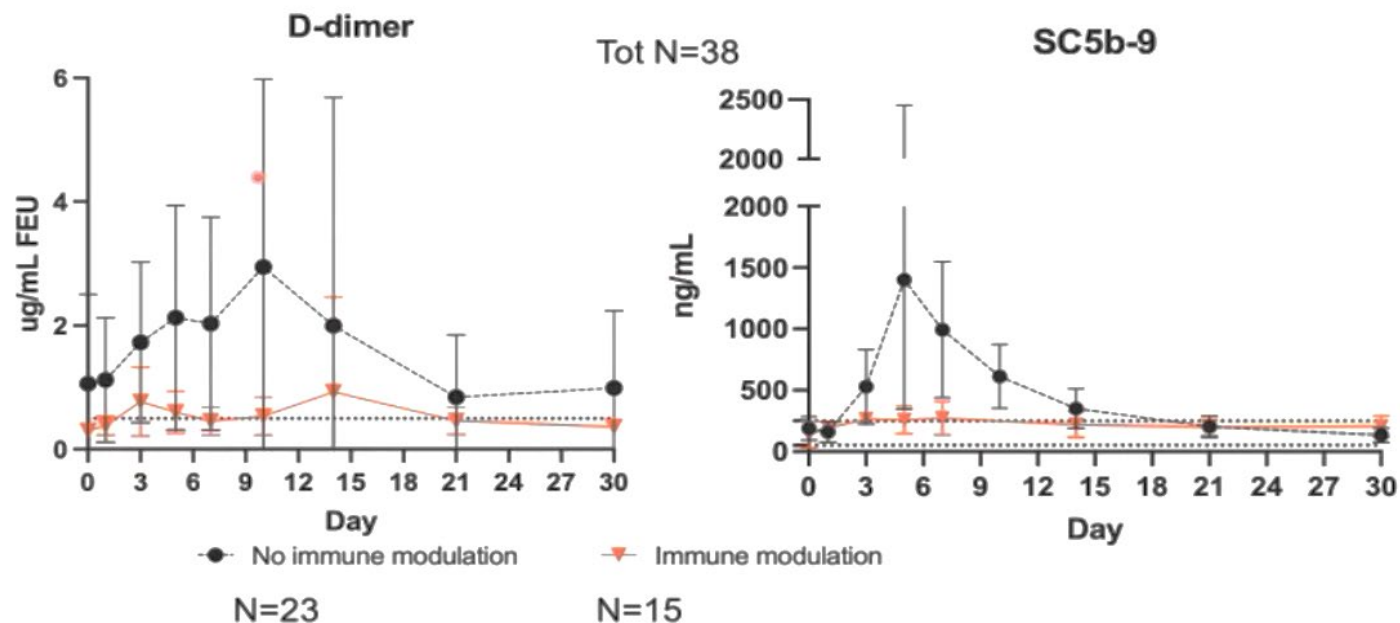 D-dimer
Tot N=38
SC5b-9
6
4
2
0
ug/mL FEU
0 3 6 9 12 15 18 21 24 27 30
Day
2500
2000
2000
1500
1000
500
0
ng/mL
0 3 6 9 12 15 18 21 24 27 30
Day
No immune modulation
Immune modulation
N=23
N=15